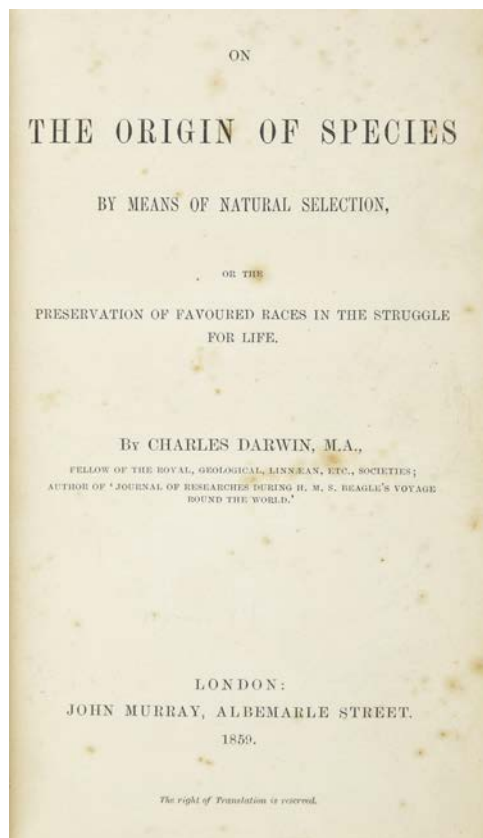 ON
THE ORIGIN OF SPECIES
BY MEANS OF NATURAL SELECTION,
OR THE
PRESERVATION OF FAVOURED RACES IN THE STRUGGLE
FOR LIFE.
BY CHARLES DARWIN, M.A.,
FELLOW OF THE ROYAL, GEOLOGICAL, LINNÆAN, ETC., SOCIETIES;
AUTHOR OF ‘JOURNAL OF RESEARCHES DURING H. M. S. BEAGLE’S VOYAGE
ROUND THE WORLD.’
LONDON:
JOHN MURRAY, ALBEMARLE STREET.
1859.
The right of Translation is reserved.